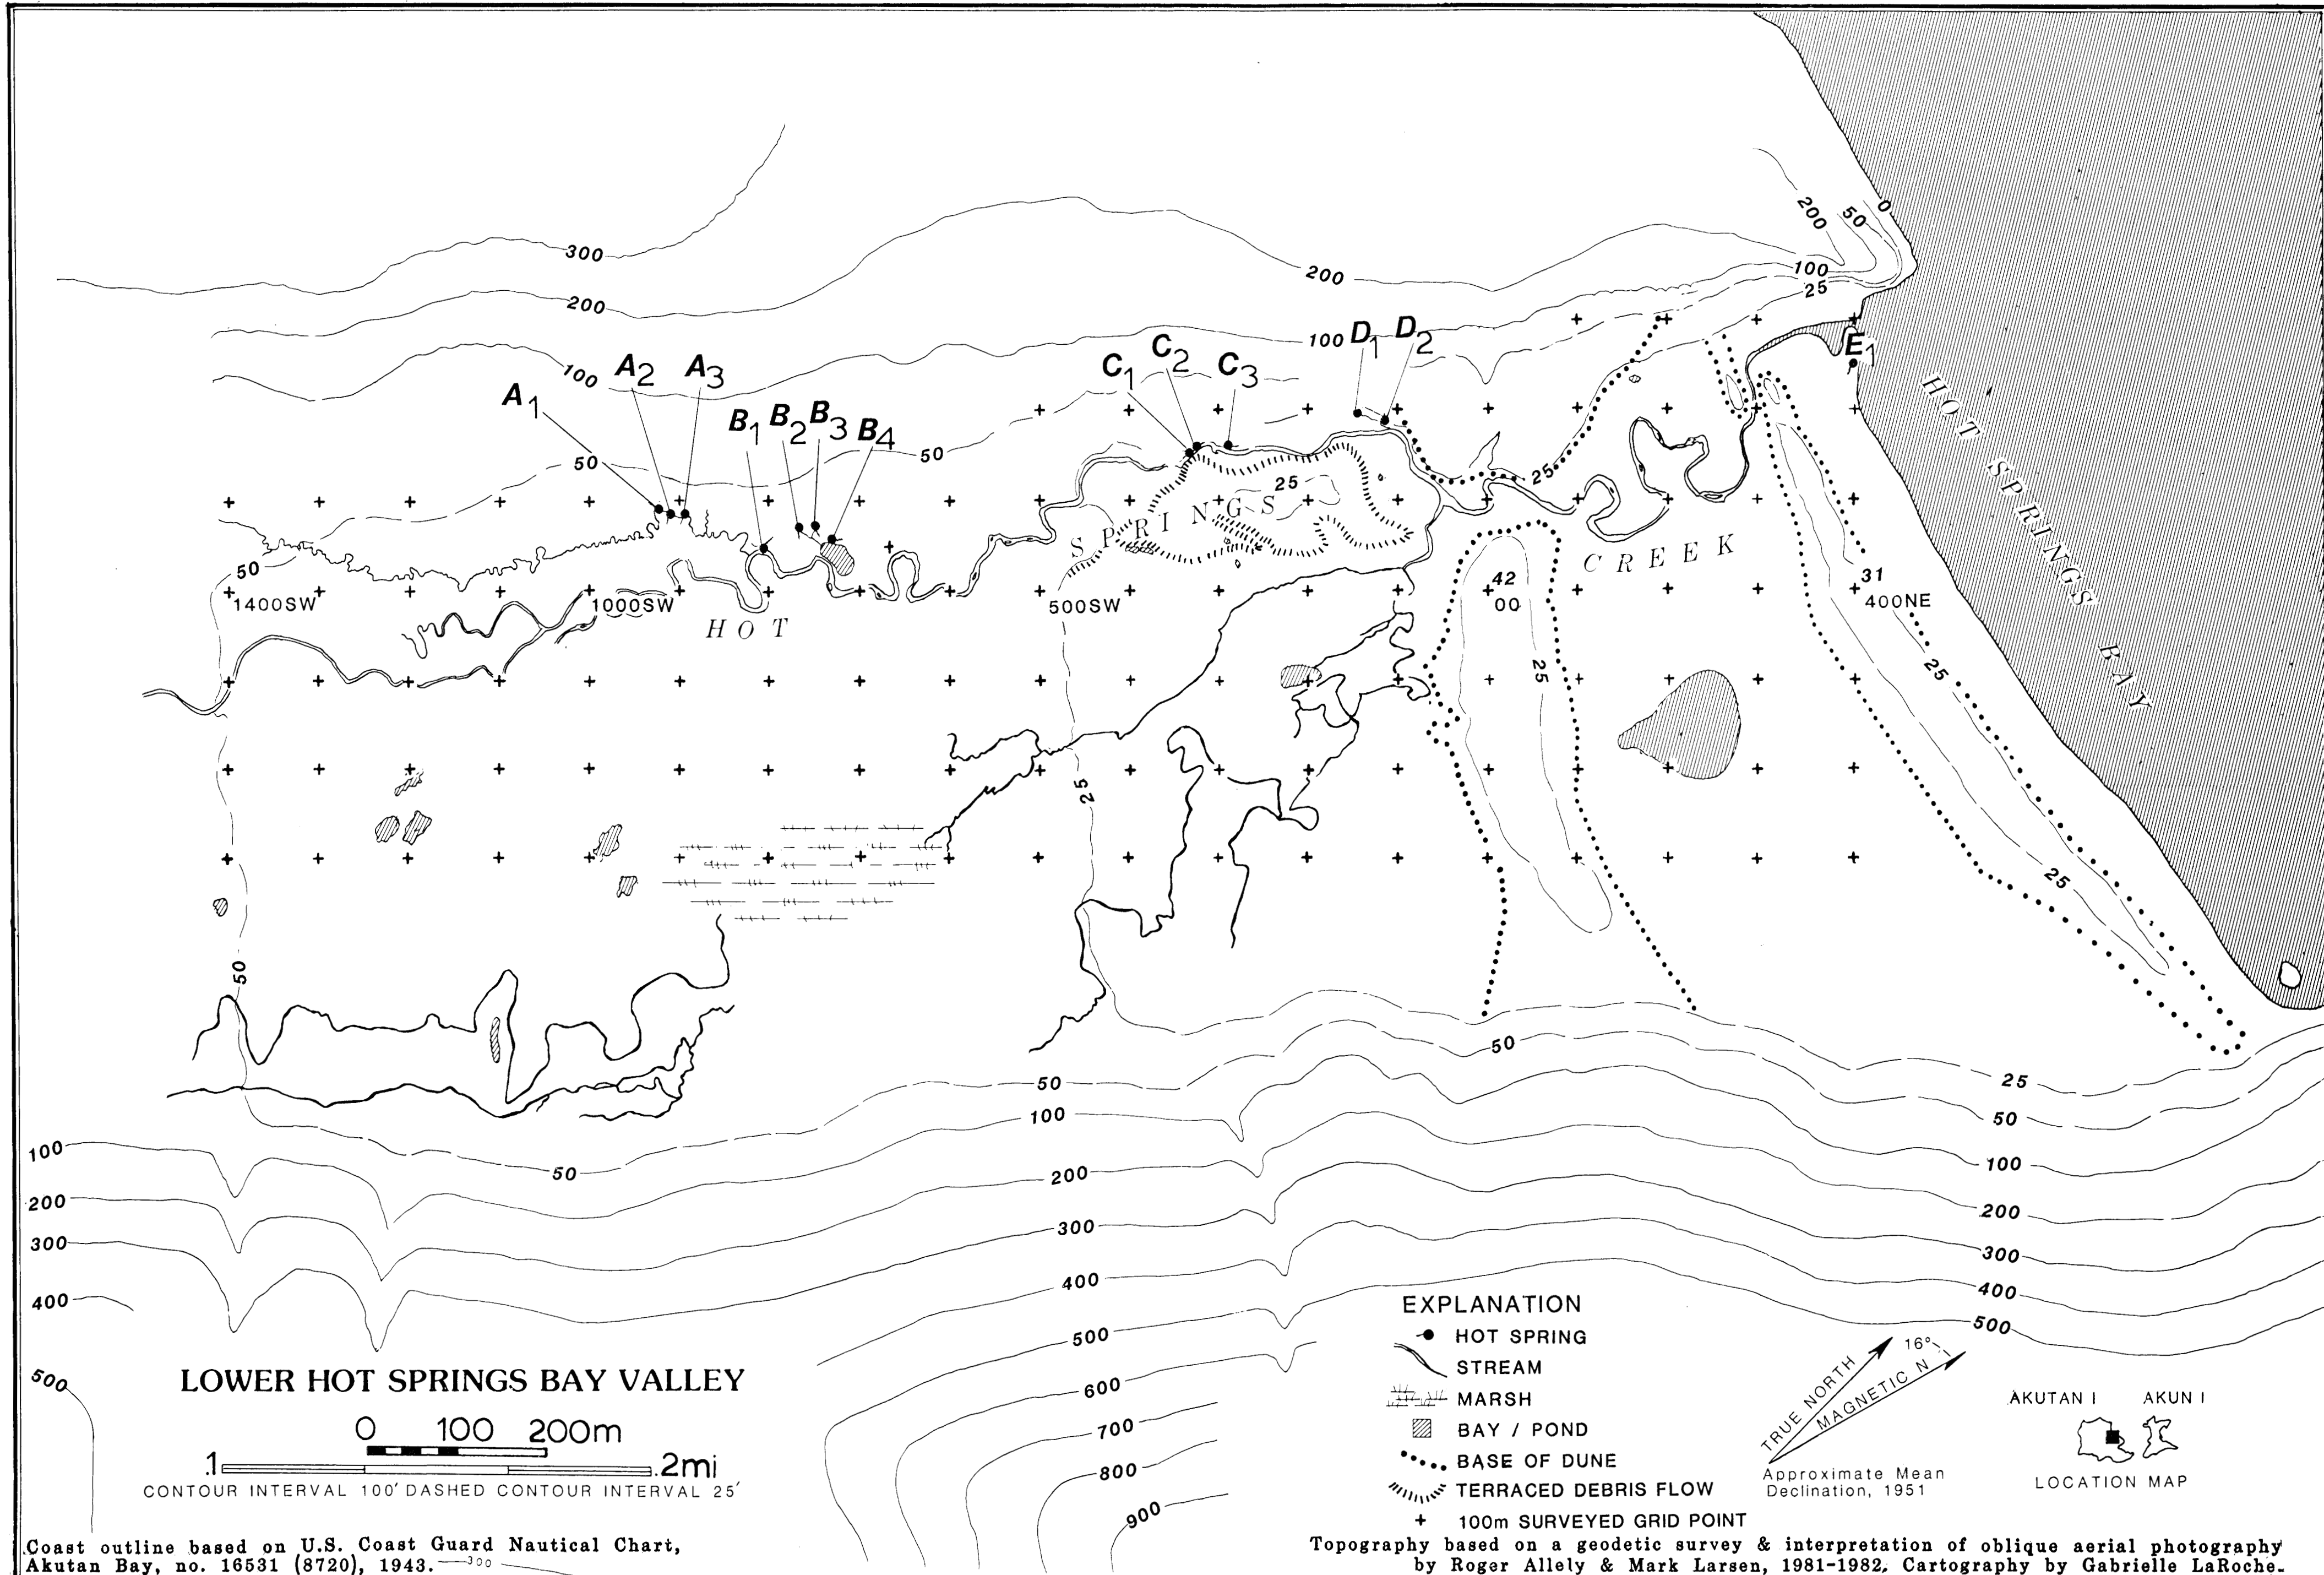 0
200
50
300
200
100
200
25
100
100
D1
D2
E1
C1
C2
C3
A1
A2
A3
B1
B2
B3
B4
50
50
25
25
HOT SPRINGS BAY
SPRINGS
CREEK
50
1400SW
1000SW
500SW
42
00
31
400NE
HOT
25
25
25
25
50
50
50
25
50
100
50
100
100
200
200
200
300
300
300
400
400
400
500
500
500
600
700
800
900
300
LOWER HOT SPRINGS BAY VALLEY
0 100 200m
.1 .2mi
CONTOUR INTERVAL 100' DASHED CONTOUR INTERVAL 25'
Coast outline based on U.S. Coast Guard Nautical Chart,
Akutan Bay, no. 16531 (8720), 1943.
EXPLANATION
HOT SPRING
STREAM
MARSH
BAY / POND
BASE OF DUNE
TERRACED DEBRIS FLOW
100m SURVEYED GRID POINT
TRUE NORTH
MAGNETIC N
16°
Approximate Mean
Declination, 1951
AKUTAN I AKUN I
LOCATION MAP
Topography based on a geodetic survey & interpretation of oblique aerial photography
by Roger Allely & Mark Larsen, 1981-1982. Cartography by Gabrielle LaRoche.